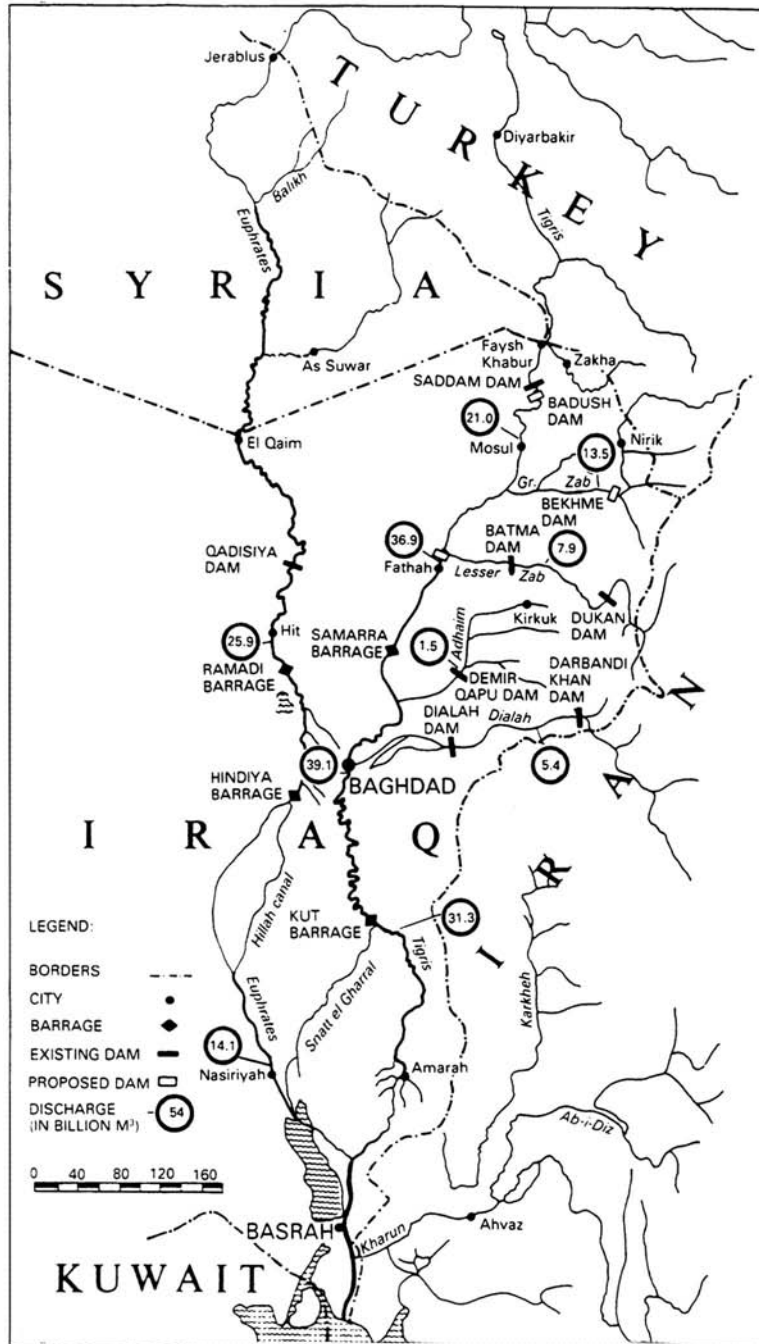 Jerablus
TURKEY
Diyarbakir
Balikh
Euphrates
Tigris
SYRIA
As Suwar
Faysh
Khabur
Zakha
SADDAM DAM
BADUSH
DAM
21.0
El Qaim
Mosul
13.5
Nirik
Gr. Zab
BEKHME
DAM
36.9
BATMA
DAM
7.9
QADISIYA
DAM
Fathah
Lesser Zab
Kirkuk
DUKAN
DAM
Hit
25.9
SAMARRA
BARRAGE
1.5
Adhaim
RAMADI
BARRAGE
DEMIR
QAPU DAM
DARBANDI
KHAN
DAM
DIALAH
DAM
Dialah
39.1
BAGHDAD
5.4
HINDIYA
BARRAGE
IRAQ
IRAN
Hillah canal
KUT
BARRAGE
31.3
Tigris
LEGEND:
BORDERS
CITY
BARRAGE
EXISTING DAM
PROPOSED DAM
DISCHARGE
(IN BILLION M³)
54
Euphrates
Snatt el Gharral
Karkheh
14.1
Nasiriyah
Amarah
Ab-i-Diz
0 40 80 120 160
BASRAH
Kharun
Ahvaz
KUWAIT